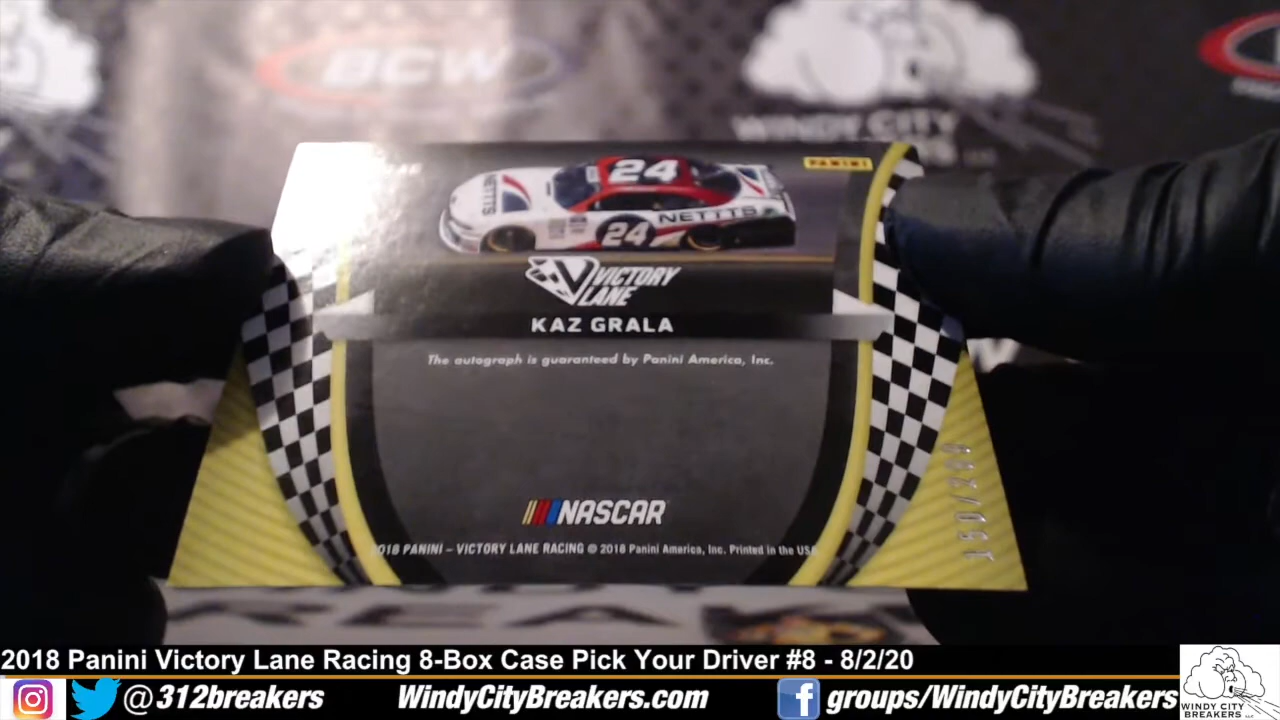 BCW
WINDY CITY
BREAKERS
PANINI
24
NETTTS
24
NETTTS
VICTORY
LANE
KAZ GRALA
The autograph is guaranteed by Panini America, Inc.
NASCAR
2018 PANINI – VICTORY LANE RACING © 2018 Panini America, Inc. Printed in the USA
2018 Panini Victory Lane Racing 8-Box Case Pick Your Driver #8 - 8/2/20
@312breakers
WindyCityBreakers.com
groups/WindyCityBreakers
WINDY CITY
BREAKERS